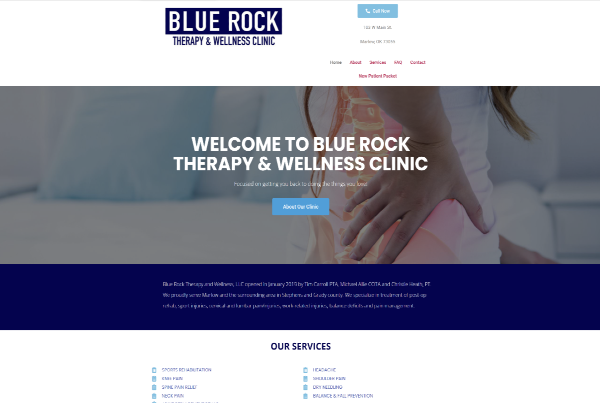 BLUE ROCK
THERAPY & WELLNESS CLINIC
Call Now
Marlow, OK 73055
Home About Services FAQ Contact
New Patient Packet
WELCOME TO BLUE ROCK
THERAPY & WELLNESS CLINIC
Focused on getting you back to doing the things you love!
About Our Clinic
Blue Rock Therapy and Wellness, LLC opened in January 2019 by Tim Carroll PTA, Michael Allie COTA and Christie Heath, PT.
We proudly serve Marlow and the surrounding area in Stephens and Grady county. We specialize in treatment of post-op
rehab, sport injuries, cervical and lumbar pain/injuries, work related injuries, balance deficits and pain management.
OUR SERVICES
SPORTS REHABILITATION
KNEE PAIN
SPINE PAIN RELIEF
NECK PAIN
HEADACHE
SHOULDER PAIN
DRY NEEDLING
BALANCE & FALL PREVENTION